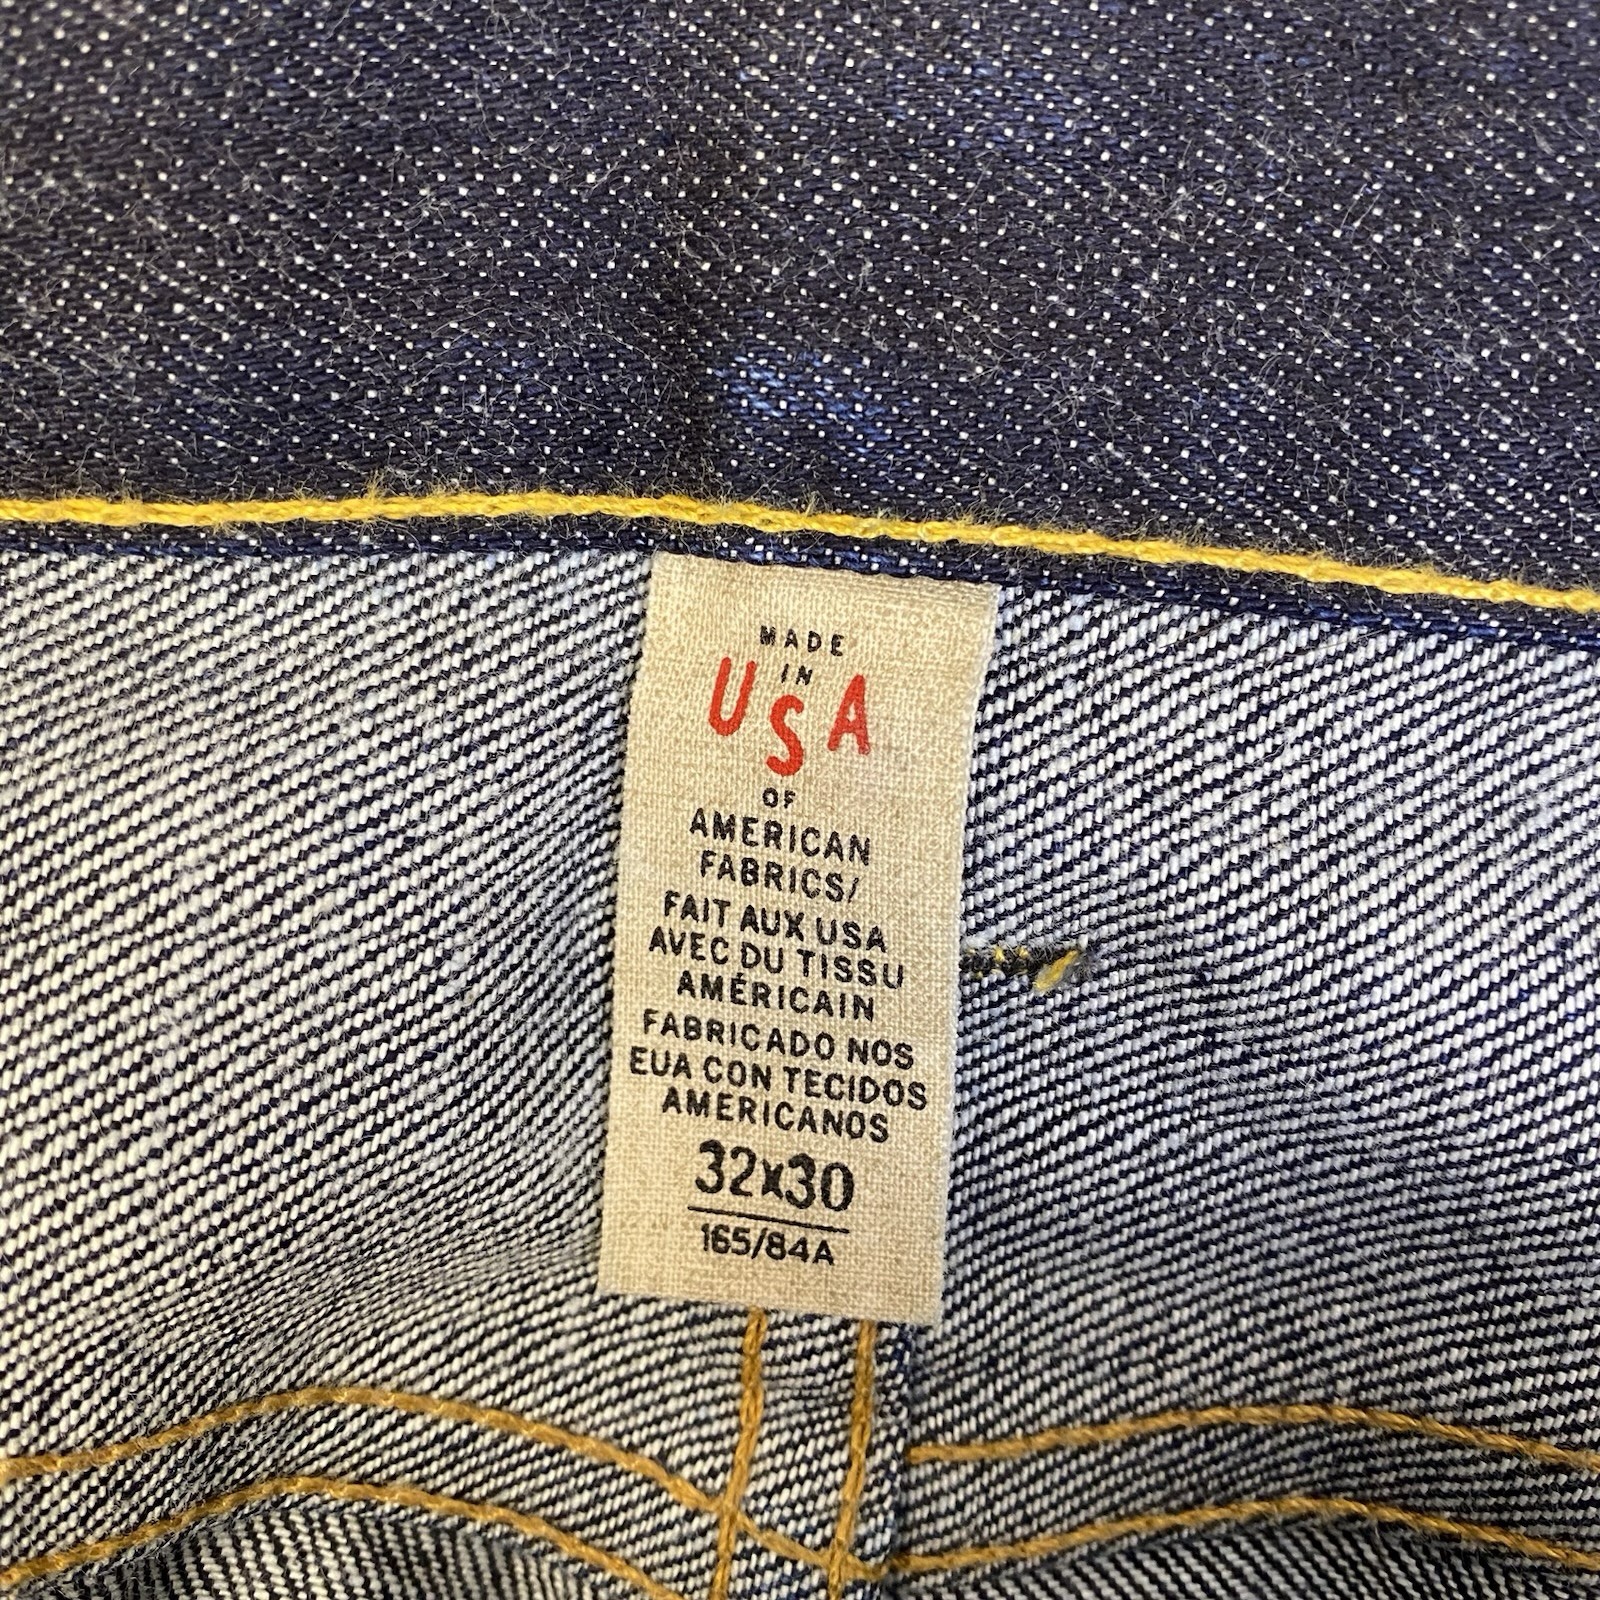 MADE
IN
USA
OF
AMERICAN
FABRICS/
FAIT AUX USA
AVEC DU TISSU
AMÉRICAIN
FABRICADO NOS
EUA CON TECIDOS
AMERICANOS
32x30
165/84A